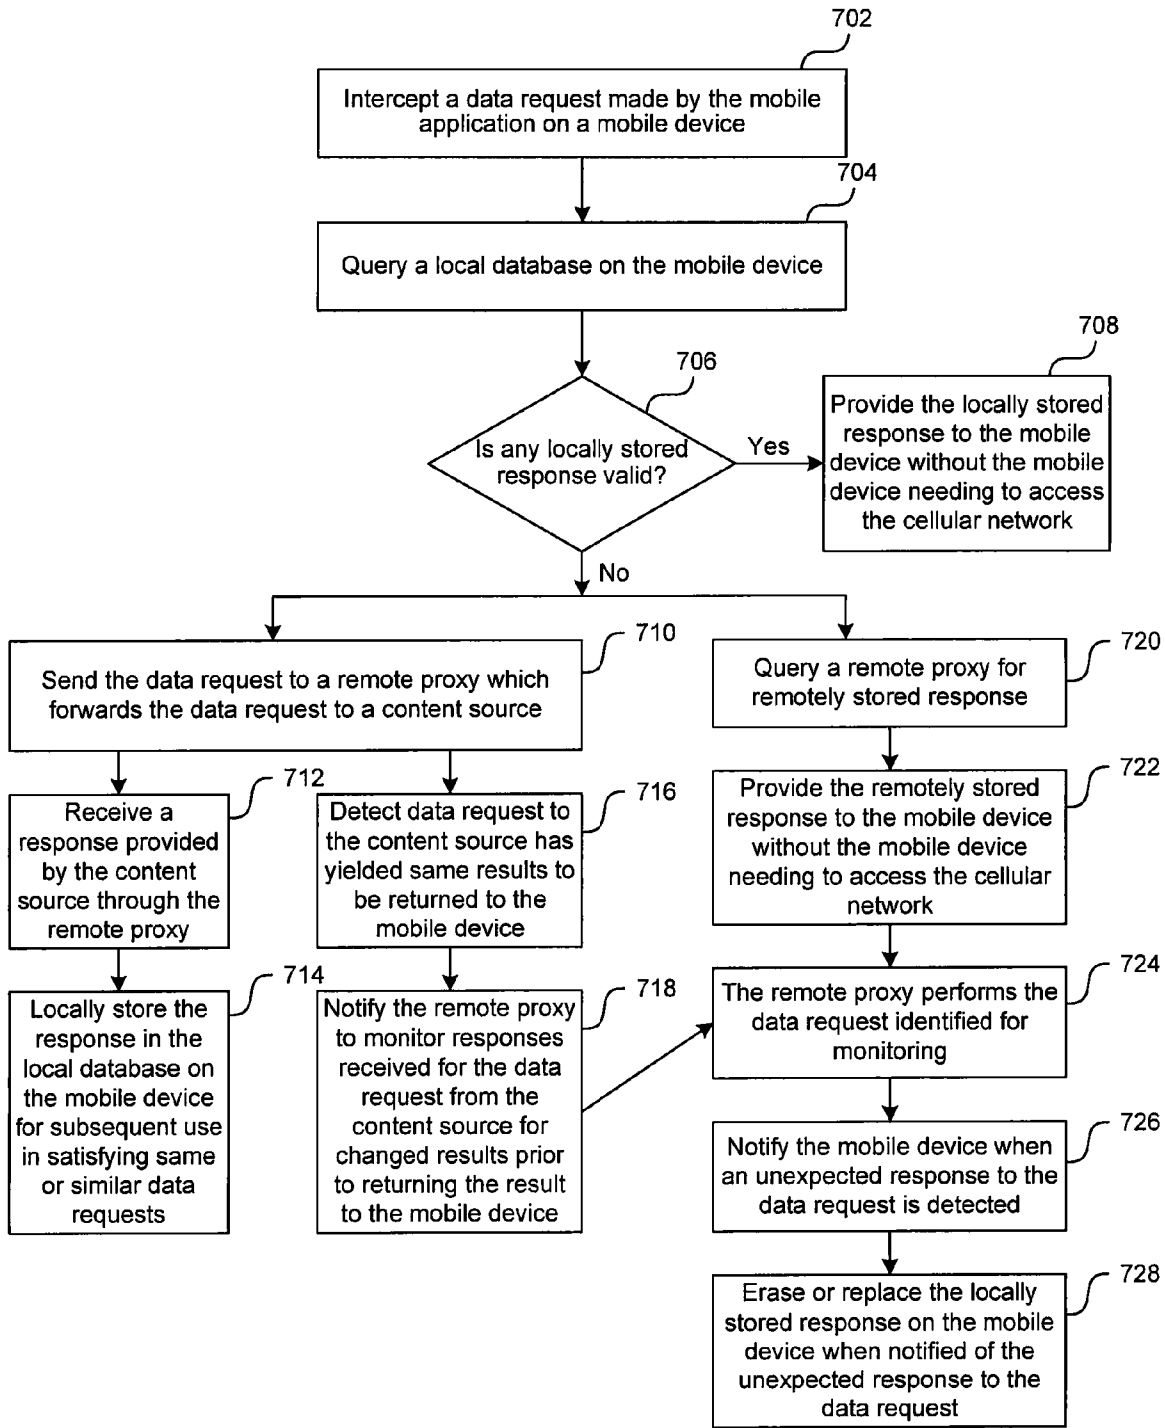 702
Intercept a data request made by the mobile
application on a mobile device
704
Query a local database on the mobile device
706
Is any locally stored
response valid?
Yes
708
Provide the locally stored
response to the mobile
device without the mobile
device needing to access
the cellular network
No
710
Send the data request to a remote proxy which
forwards the data request to a content source
712
Receive a
response provided
by the content
source through the
remote proxy
714
Locally store the
response in the
local database on
the mobile device
for subsequent use
in satisfying same
or similar data
requests
716
Detect data request to
the content source has
yielded same results to
be returned to the
mobile device
718
Notify the remote proxy
to monitor responses
received for the data
request from the
content source for
changed results prior
to returning the result
to the mobile device
720
Query a remote proxy for
remotely stored response
722
Provide the remotely stored
response to the mobile device
without the mobile device
needing to access the cellular
network
724
The remote proxy performs the
data request identified for
monitoring
726
Notify the mobile device when
an unexpected response to the
data request is detected
728
Erase or replace the locally
stored response on the mobile
device when notified of the
unexpected response to the
data request